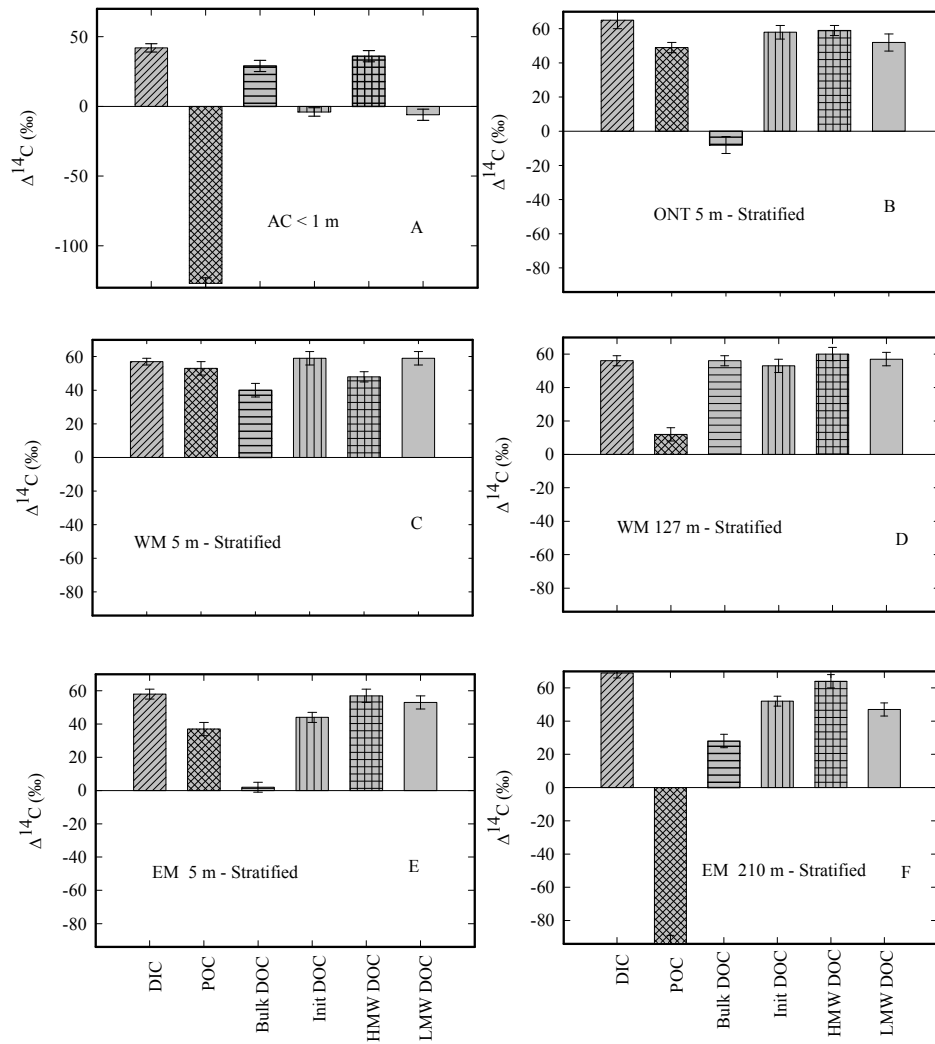 50
0
-50
-100
Δ¹⁴C (‰)
AC < 1 m
A
60
40
20
0
-20
-40
-60
-80
Δ¹⁴C (‰)
ONT 5 m - Stratified
B
60
40
20
0
-20
-40
-60
-80
Δ¹⁴C (‰)
WM 5 m - Stratified
C
60
40
20
0
-20
-40
-60
-80
Δ¹⁴C (‰)
WM 127 m - Stratified
D
60
40
20
0
-20
-40
-60
-80
Δ¹⁴C (‰)
EM 5 m - Stratified
E
DIC
POC
Bulk DOC
Init DOC
HMW DOC
LMW DOC
60
40
20
0
-20
-40
-60
-80
Δ¹⁴C (‰)
EM 210 m - Stratified
F
DIC
POC
Bulk DOC
Init DOC
HMW DOC
LMW DOC